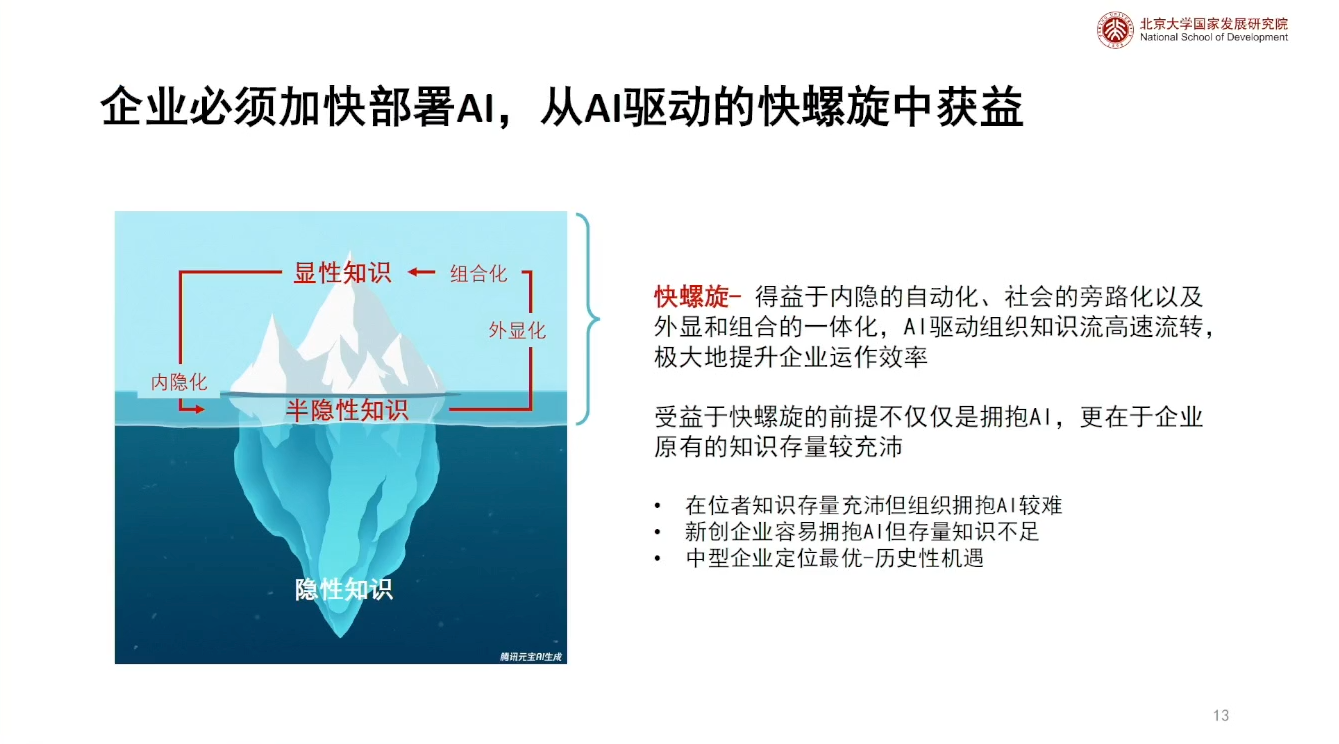 北京大学国家发展研究院
National School of Development
企业必须加快部署AI，从AI驱动的快螺旋中获益
显性知识
组合化
外显化
内隐化
半隐性知识
隐性知识
腾讯元宝AI生成
快螺旋- 得益于内隐的自动化、社会的旁路化以及
外显和组合的一体化，AI驱动组织知识流高速流转，
极大地提升企业运作效率
受益于快螺旋的前提不仅仅是拥抱AI，更在于企业
原有的知识存量较充沛
• 在位者知识存量充沛但组织拥抱AI较难
• 新创企业容易拥抱AI但存量知识不足
• 中型企业定位最优-历史性机遇
13